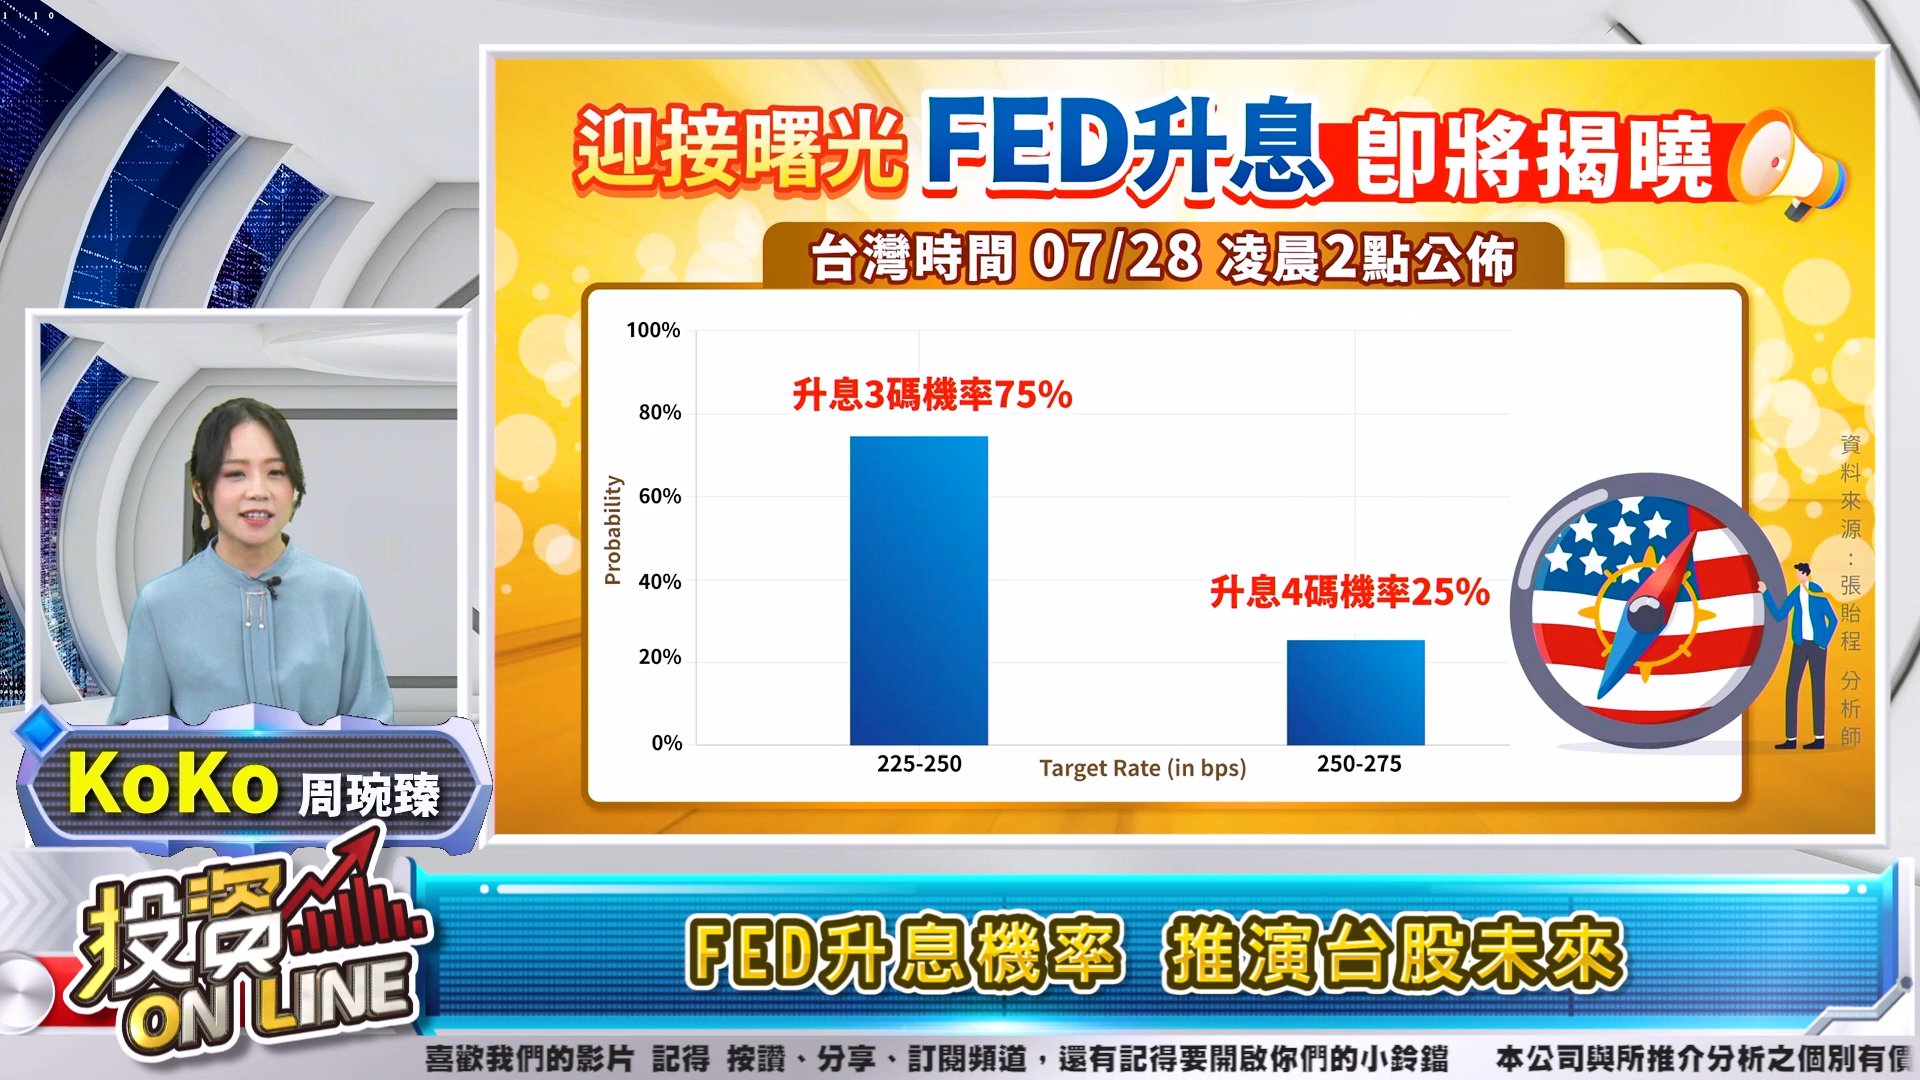 1110
迎接曙光 FED升息 即將揭曉
台灣時間 07/28 凌晨2點公佈
100%
80%
60%
40%
20%
0%
Probability
升息3碼機率75%
升息4碼機率25%
225-250
Target Rate (in bps)
250-275
資料來源：張貽程 分析師
KoKo 周琬臻
投資
ON LINE
FED升息機率 推演台股未來
喜歡我們的影片 記得 按讚、分享、訂閱頻道，還有記得要開啟你們的小鈴鐺 本公司與所推介分析之個別有價